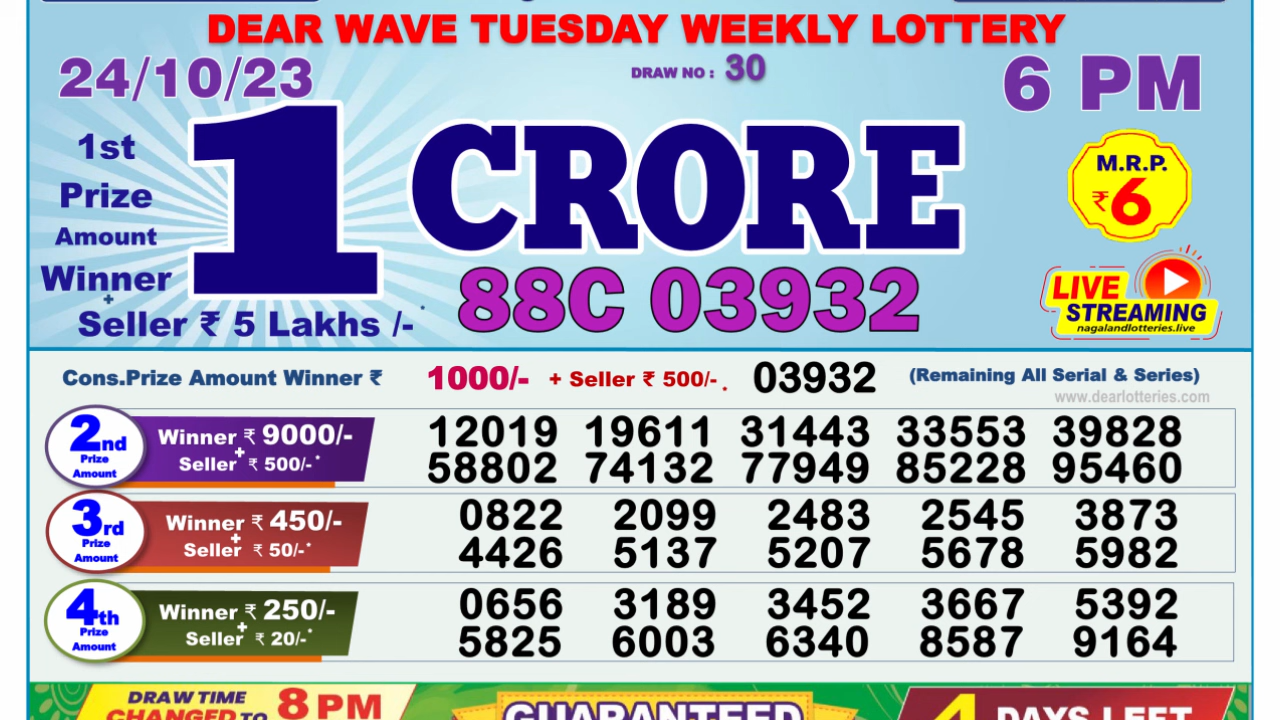 DEAR WAVE TUESDAY WEEKLY LOTTERY
24/10/23
DRAW NO : 30
6 PM
1st
Prize
Amount
Winner
+
Seller ₹ 5 Lakhs /-
1 CRORE
88C 03932
M.R.P.
₹6
LIVE
STREAMING
nagalandlotteries.live
Cons.Prize Amount Winner ₹ 1000/- + Seller ₹ 500/- . 03932 (Remaining All Serial & Series)
www.dearlotteries.com
2nd
Prize
Amount
Winner ₹ 9000/-
+
Seller ₹ 500/-*
12019 19611 31443 33553 39828
58802 74132 77949 85228 95460
3rd
Prize
Amount
Winner ₹ 450/-
+
Seller ₹ 50/-*
0822 2099 2483 2545 3873
4426 5137 5207 5678 5982
4th
Prize
Amount
Winner ₹ 250/-
+
Seller ₹ 20/-*
0656 3189 3452 3667 5392
5825 6003 6340 8587 9164
DRAW TIME
CHANGED TO 8 PM
GUARANTEED
4 DAYS LEFT